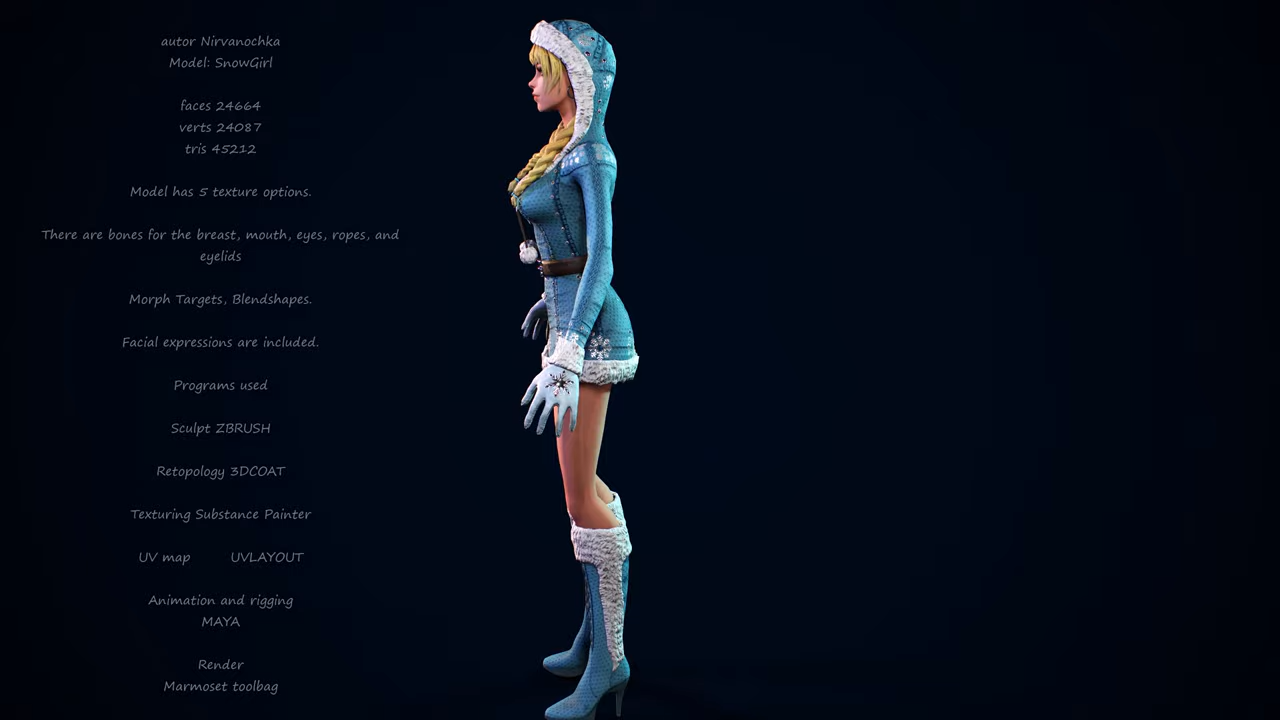 autor Nirvanochka
Model: SnowGirl
faces 24664
verts 24087
tris 45212
Model has 5 texture options.
There are bones for the breast, mouth, eyes, ropes, and
eyelids
Morph Targets, Blendshapes.
Facial expressions are included.
Programs used
Sculpt ZBRUSH
Retopology 3DCOAT
Texturing Substance Painter
UV map UVLAYOUT
Animation and rigging
MAYA
Render
Marmoset toolbag